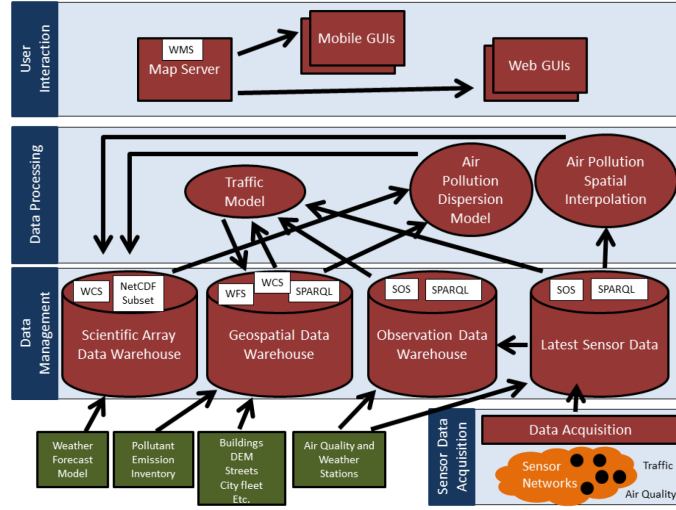 User
Interaction
WMS
Map Server
Mobile GUIs
Web GUIs
Data Processing
Traffic
Model
Air
Pollution
Dispersion
Model
Air Pollution
Spatial
Interpolation
Data
Management
WCS
NetCDF
Subset
Scientific Array
Data Warehouse
WFS
WCS
SPARQL
Geospatial Data
Warehouse
SOS
SPARQL
Observation Data
Warehouse
SOS
SPARQL
Latest Sensor Data
Weather
Forecast
Model
Pollutant
Emission
Inventory
Buildings
DEM
Streets
City fleet
Etc.
Air Quality and
Weather
Stations
Sensor Data
Acquisition
Data Acquisition
Sensor
Networks
Traffic
Air Quality